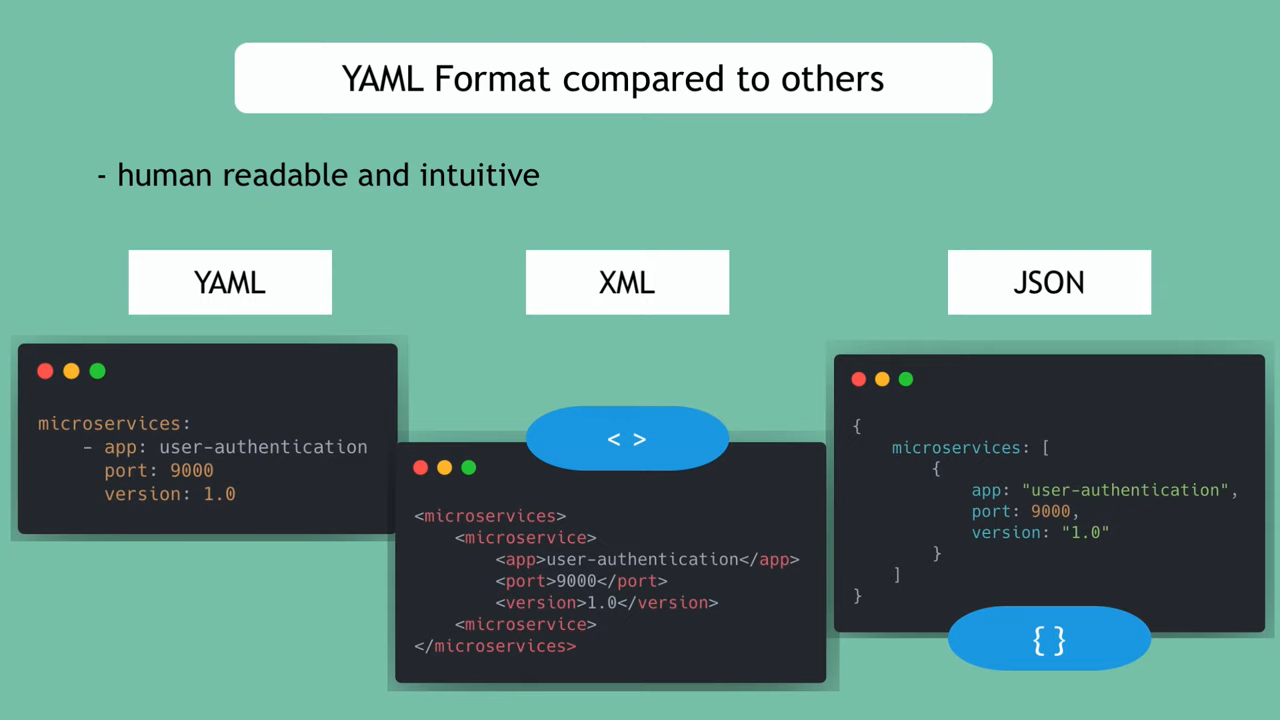 YAML Format compared to others
- human readable and intuitive
YAML
microservices:
    - app: user-authentication
      port: 9000
      version: 1.0
XML
< >
<microservices>
    <microservice>
        <app>user-authentication</app>
        <port>9000</port>
        <version>1.0</version>
    <microservice>
</microservices>
JSON
{
    microservices: [
        {
            app: "user-authentication",
            port: 9000,
            version: "1.0"
        }
    ]
}
{ }